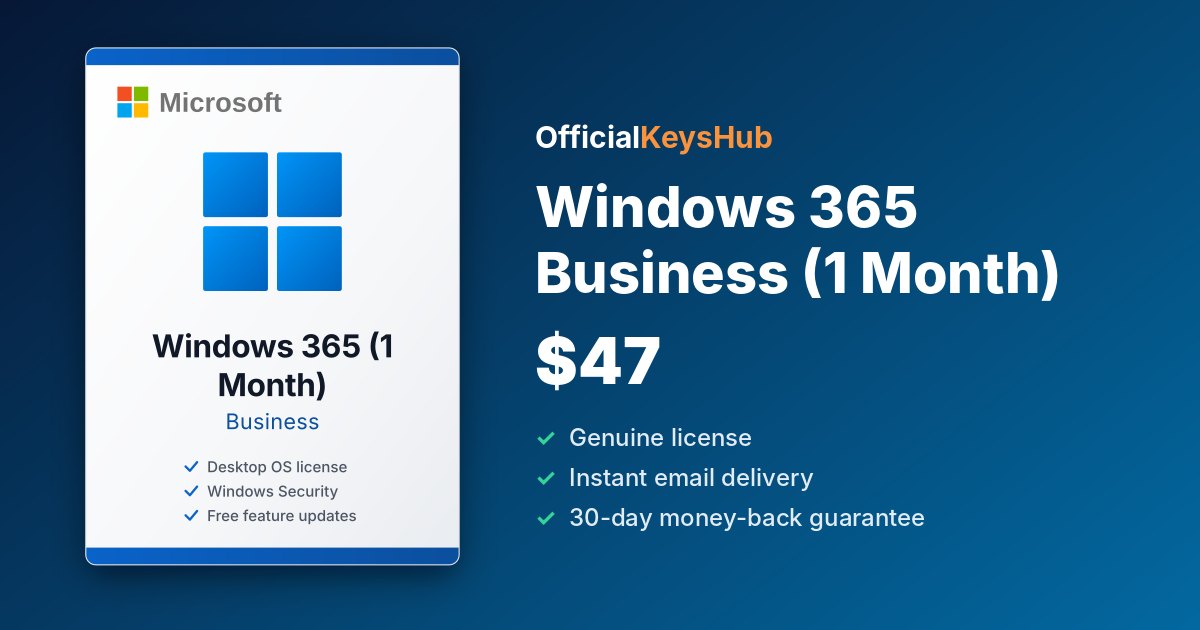 Microsoft
Windows 365 (1
Month)
Business
Desktop OS license
Windows Security
Free feature updates
OfficialKeysHub
Windows 365
Business (1 Month)
$47
Genuine license
Instant email delivery
30-day money-back guarantee